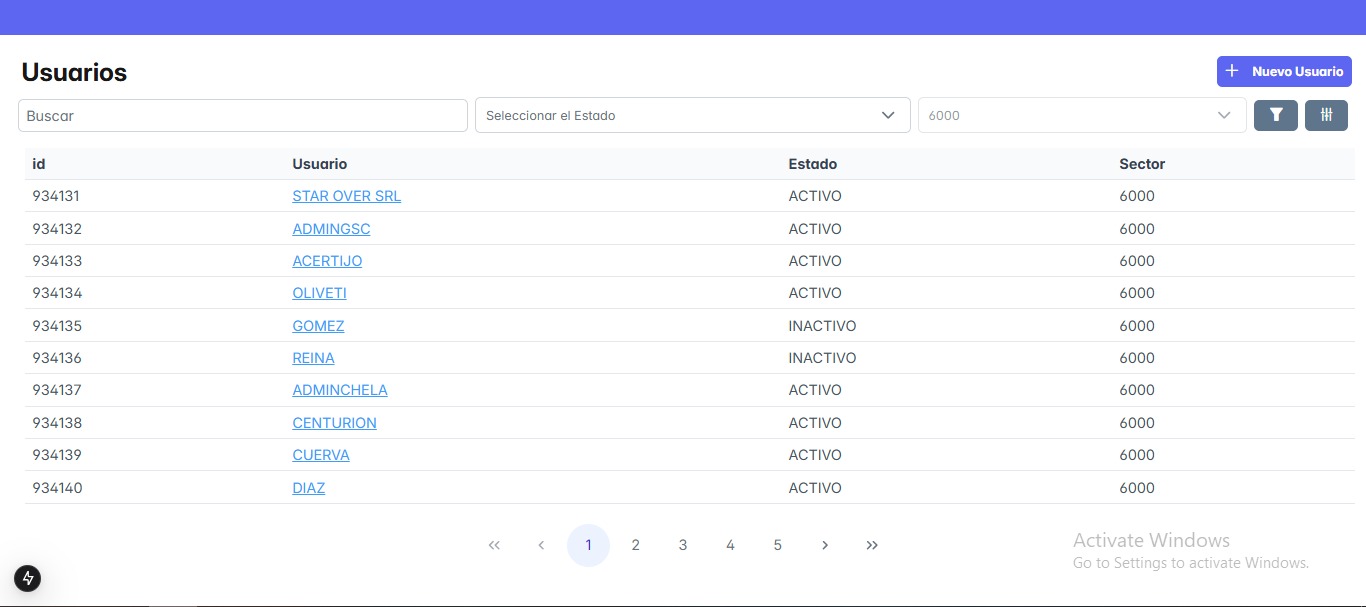 Usuarios
+ Nuevo Usuario
Buscar
Seleccionar el Estado
6000
id Usuario Estado Sector
934131 STAR OVER SRL ACTIVO 6000
934132 ADMINGSC ACTIVO 6000
934133 ACERTIJO ACTIVO 6000
934134 OLIVETI ACTIVO 6000
934135 GOMEZ INACTIVO 6000
934136 REINA INACTIVO 6000
934137 ADMINCHELA ACTIVO 6000
934138 CENTURION ACTIVO 6000
934139 CUERVA ACTIVO 6000
934140 DIAZ ACTIVO 6000
« ‹ 1 2 3 4 5 › »
Activate Windows
Go to Settings to activate Windows.